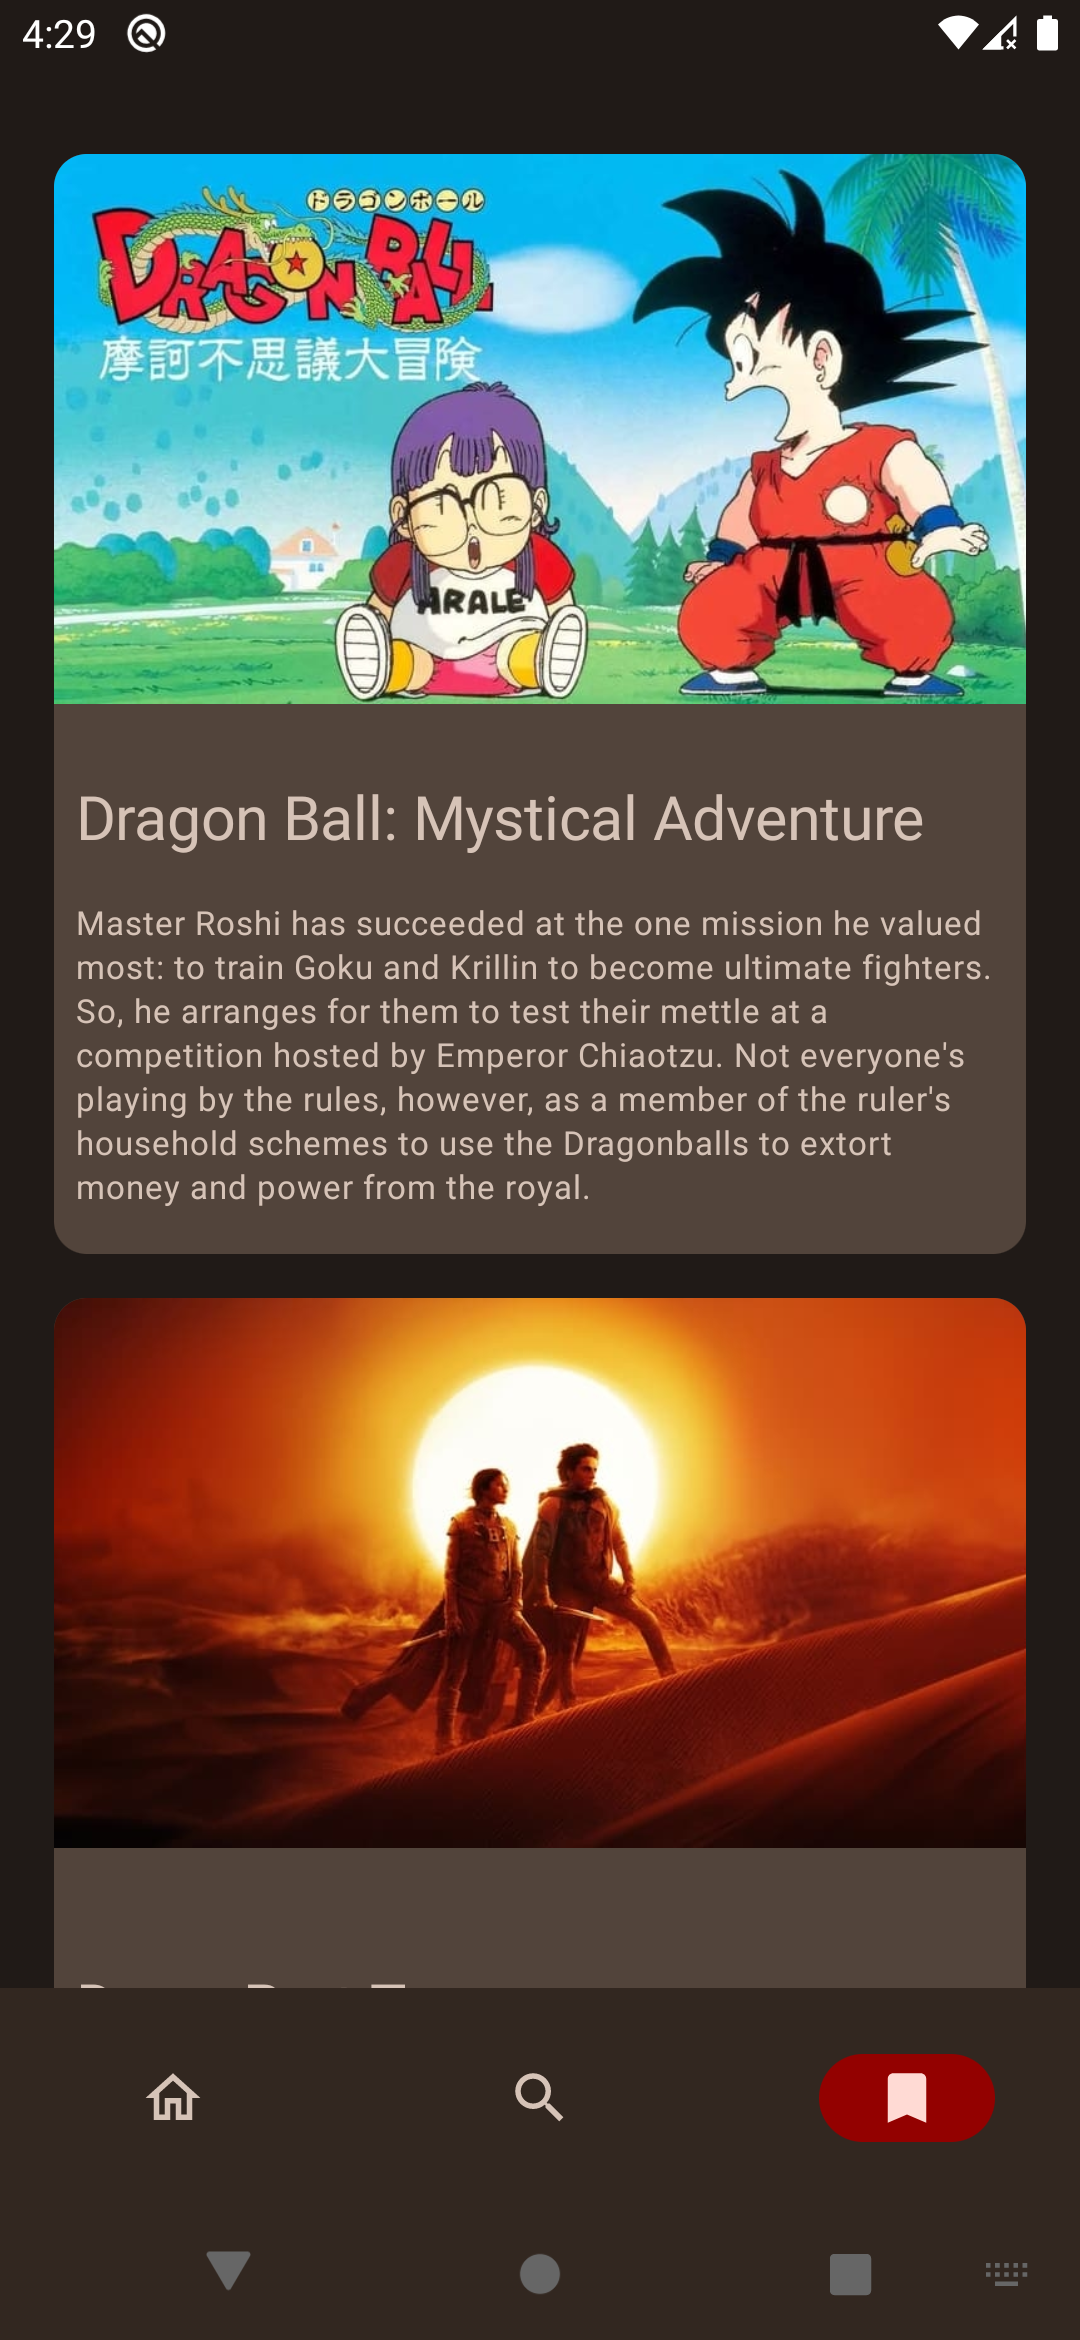 4:29
ドラゴンボール
DRAGON BALL
摩訶不思議大冒険
ARALE
Dragon Ball: Mystical Adventure
Master Roshi has succeeded at the one mission he valued
most: to train Goku and Krillin to become ultimate fighters.
So, he arranges for them to test their mettle at a
competition hosted by Emperor Chiaotzu. Not everyone's
playing by the rules, however, as a member of the ruler's
household schemes to use the Dragonballs to extort
money and power from the royal.